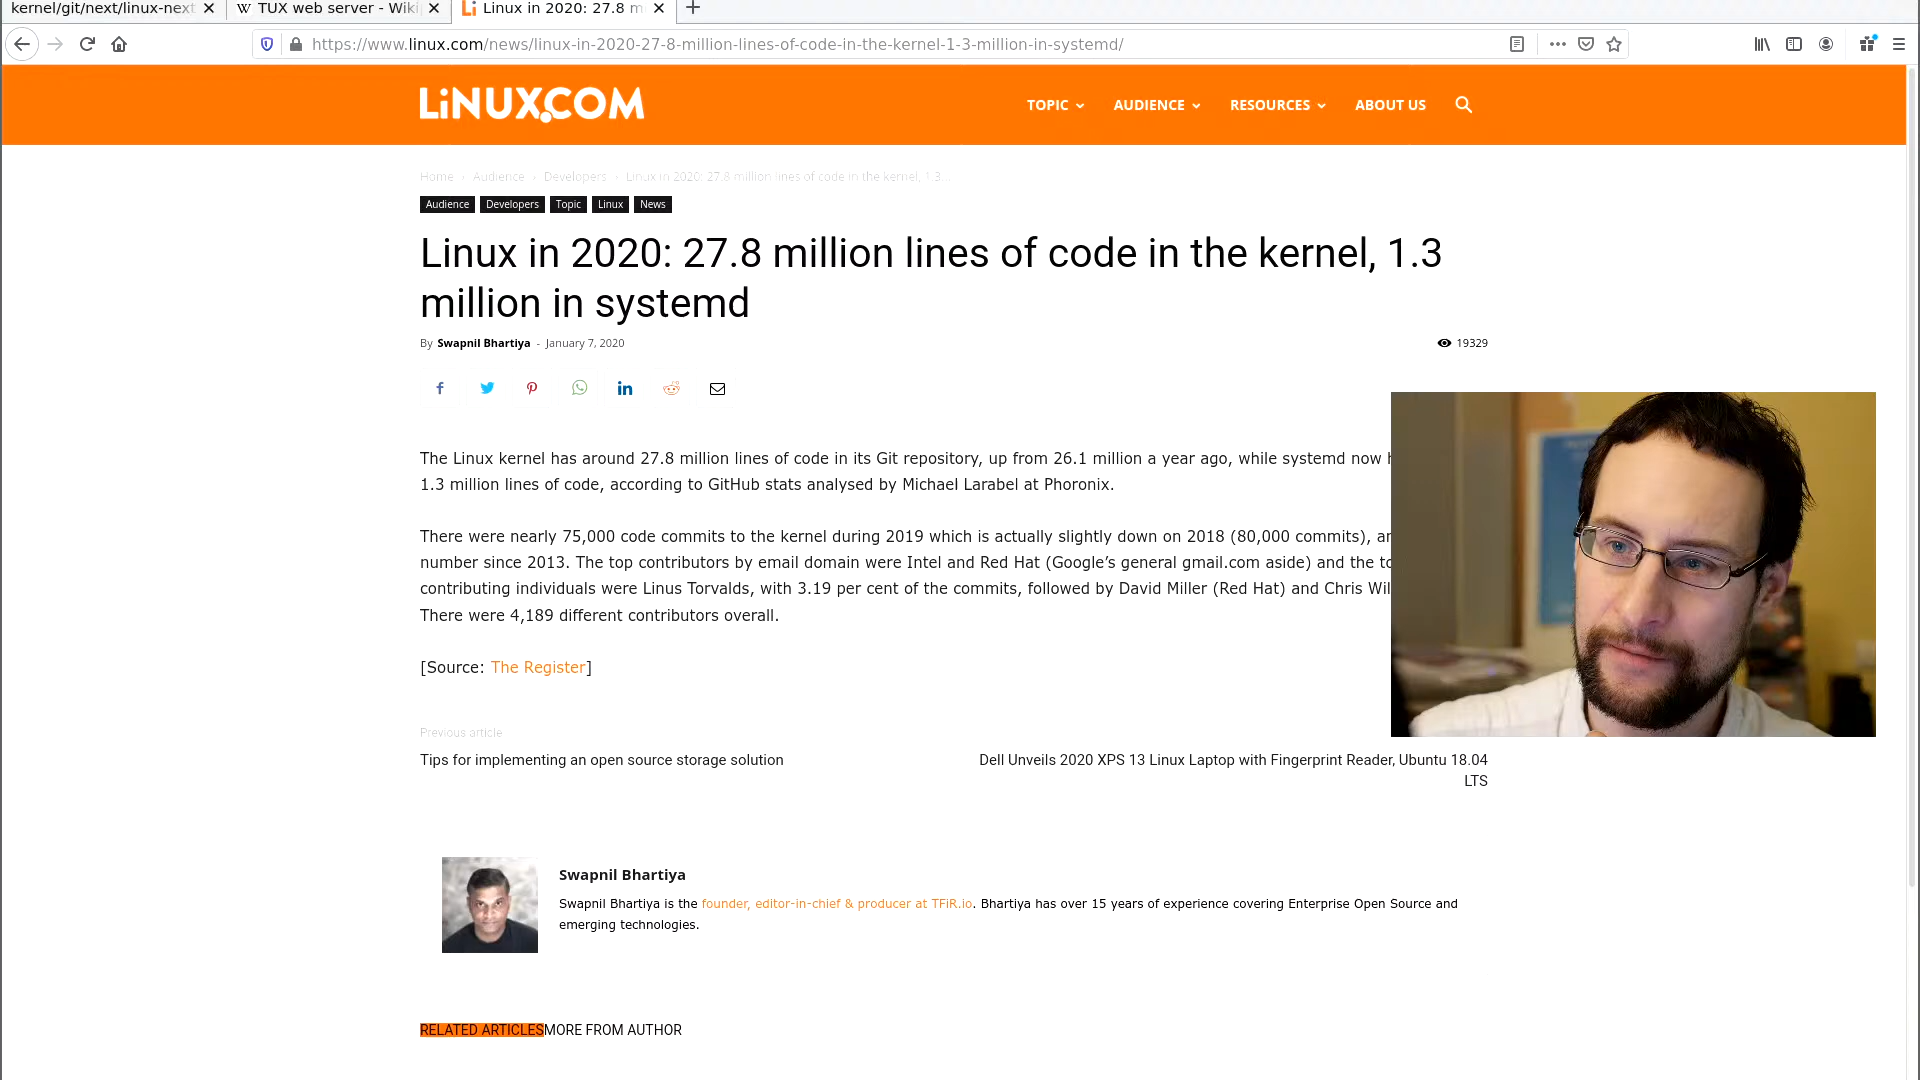 kernel/git/next/linux-next
TUX web server - Wiki
Linux in 2020: 27.8 m
https://www.linux.com/news/linux-in-2020-27-8-million-lines-of-code-in-the-kernel-1-3-million-in-systemd/
LiNUX.COM
TOPIC
AUDIENCE
RESOURCES
ABOUT US
Home › Audience › Developers › Linux in 2020: 27.8 million lines of code in the kernel, 1.3...
Audience Developers Topic Linux News
Linux in 2020: 27.8 million lines of code in the kernel, 1.3
million in systemd
By Swapnil Bhartiya - January 7, 2020
19329
The Linux kernel has around 27.8 million lines of code in its Git repository, up from 26.1 million a year ago, while systemd now
1.3 million lines of code, according to GitHub stats analysed by Michael Larabel at Phoronix.
There were nearly 75,000 code commits to the kernel during 2019 which is actually slightly down on 2018 (80,000 commits),
number since 2013. The top contributors by email domain were Intel and Red Hat (Google’s general gmail.com aside) and the
contributing individuals were Linus Torvalds, with 3.19 per cent of the commits, followed by David Miller (Red Hat) and Chris
There were 4,189 different contributors overall.
[Source: The Register]
Previous article
Tips for implementing an open source storage solution
Dell Unveils 2020 XPS 13 Linux Laptop with Fingerprint Reader, Ubuntu 18.04
LTS
Swapnil Bhartiya
Swapnil Bhartiya is the founder, editor-in-chief & producer at TFiR.io. Bhartiya has over 15 years of experience covering Enterprise Open Source and
emerging technologies.
RELATED ARTICLES MORE FROM AUTHOR